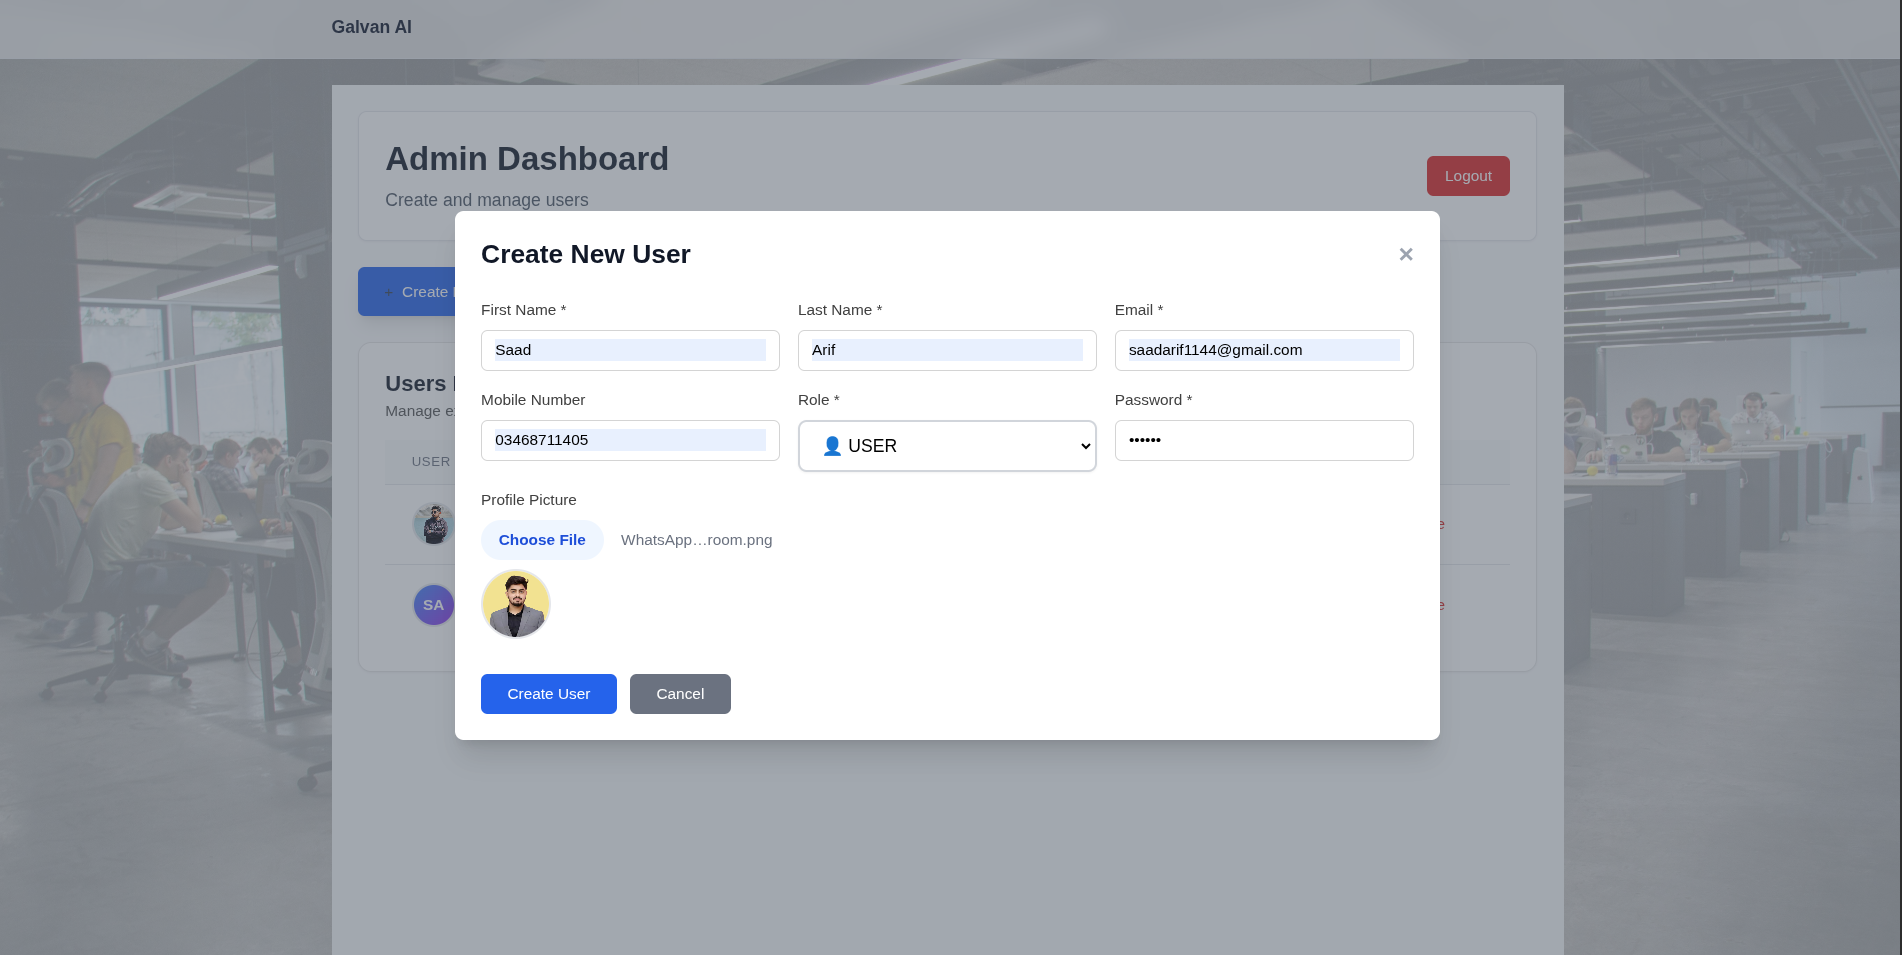 Galvan AI
Admin Dashboard
Create and manage users
Logout
+ Create
Create New User
×
First Name *
Last Name *
Email *
Saad
Arif
saadarif1144@gmail.com
Mobile Number
Role *
Password *
03468711405
👤 USER
••••••
Profile Picture
Choose File
WhatsApp…room.png
Create User
Cancel
Users
Manage
USER
SA